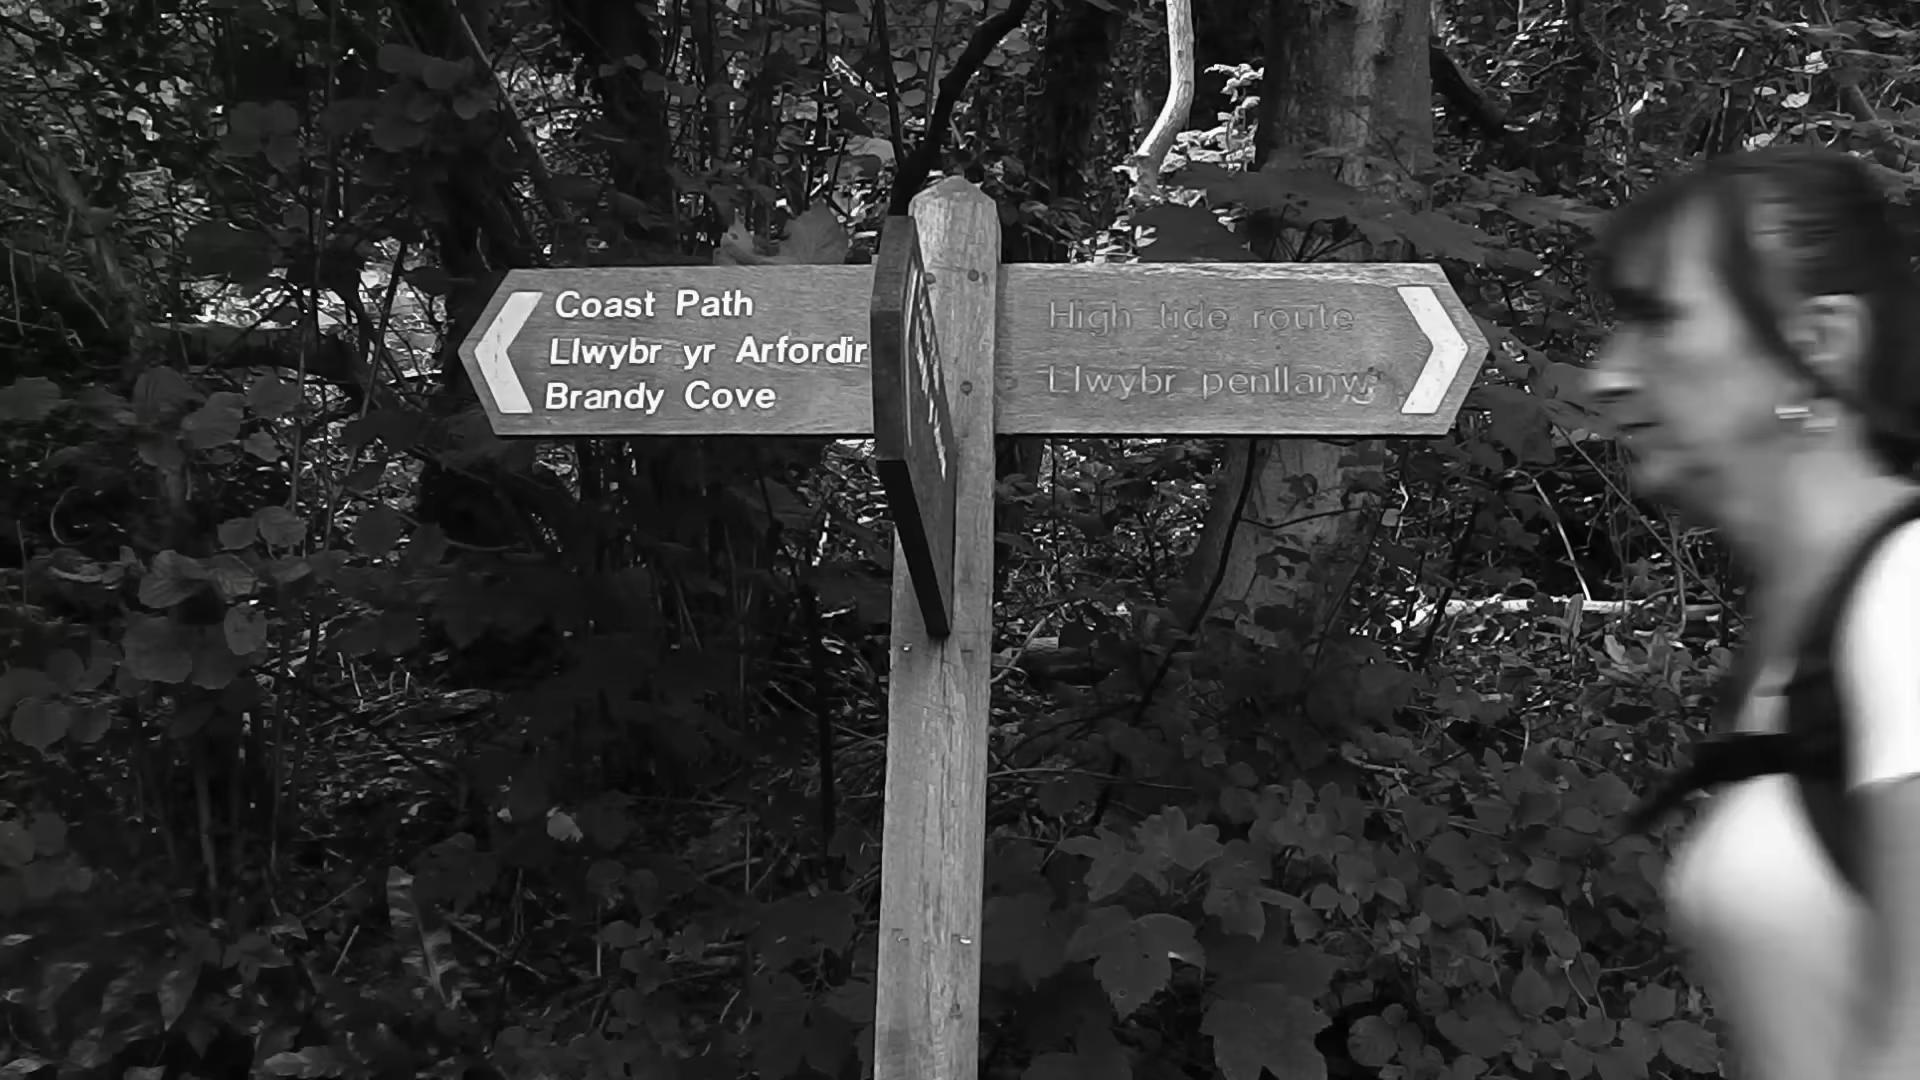 Coast Path
Llwybr yr Arfordir
Brandy Cove
High tide route
Llwybr penllanw